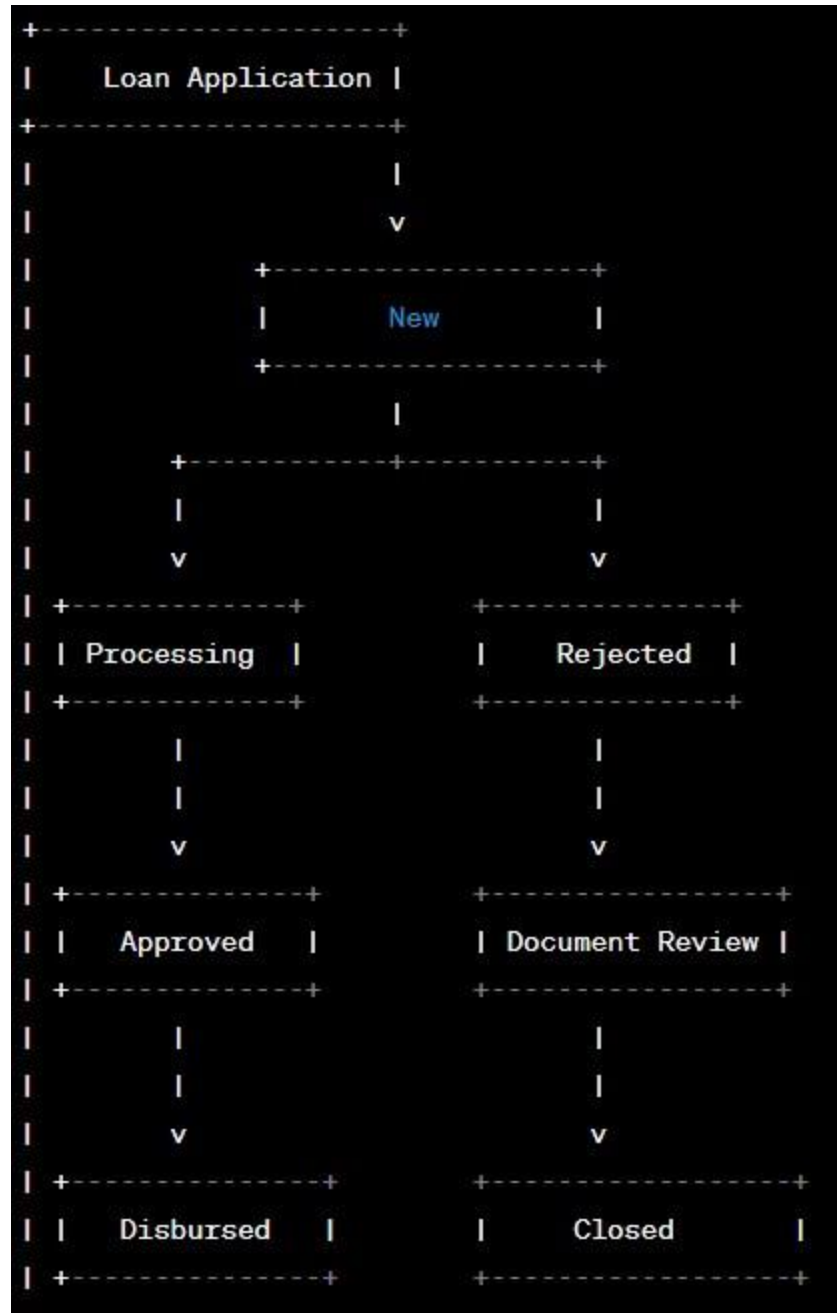 +----------------------+
|    Loan Application |
+----------------------+
|                     |
|                     v
|             +--------------------+
|             |       New         |
|             +--------------------+
|                     |
|        +-------------+------------+
|        |                        |
|        v                        v
| +--------------+          +---------------+
| | Processing  |          |    Rejected  |
| +--------------+          +---------------+
|        |                        |
|        |                        |
|        v                        v
| +---------------+         +------------------+
| |   Approved   |         | Document Review |
| +---------------+         +------------------+
|        |                        |
|        |                        |
|        v                        v
| +----------------+        +-------------------+
| |   Disbursed   |        |     Closed       |
| +----------------+        +-------------------+